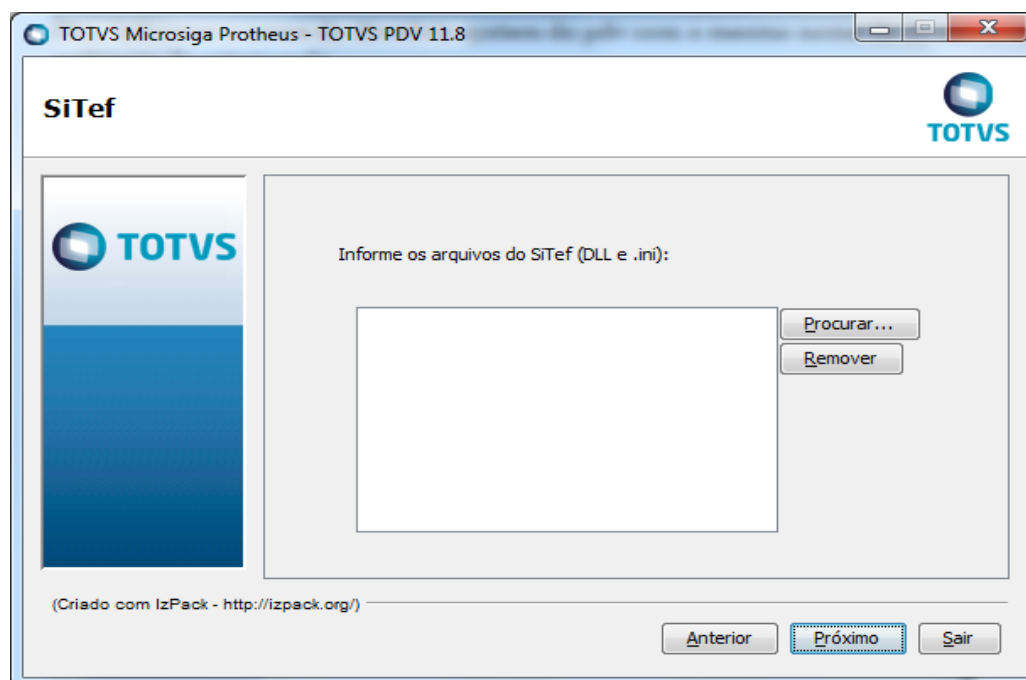 TOTVS Microsiga Protheus - TOTVS PDV 11.8
SiTef
TOTVS
TOTVS
Informe os arquivos do SiTef (DLL e .ini):
Procurar...
Remover
(Criado com IzPack - http://izpack.org/)
Anterior
Próximo
Sair